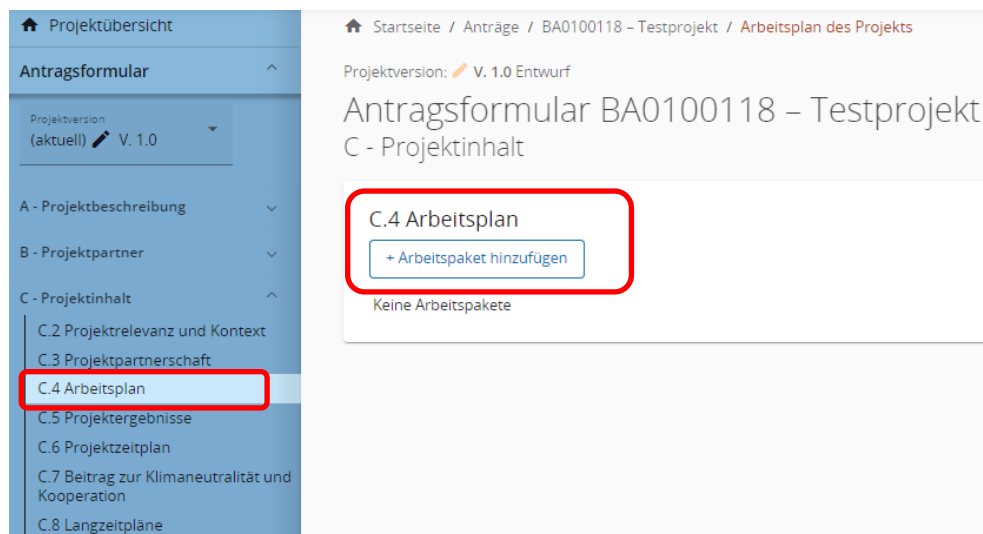 Projektübersicht
Antragsformular
Projektversion
(aktuell) V. 1.0
A - Projektbeschreibung
B - Projektpartner
C - Projektinhalt
C.2 Projektrelevanz und Kontext
C.3 Projektpartnerschaft
C.4 Arbeitsplan
C.5 Projektergebnisse
C.6 Projektzeitplan
C.7 Beitrag zur Klimaneutralität und
Kooperation
C.8 Langzeitpläne
Startseite / Anträge / BA0100118 – Testprojekt / Arbeitsplan des Projekts
Projektversion: V. 1.0 Entwurf
Antragsformular BA0100118 – Testprojekt
C - Projektinhalt
C.4 Arbeitsplan
+ Arbeitspaket hinzufügen
Keine Arbeitspakete